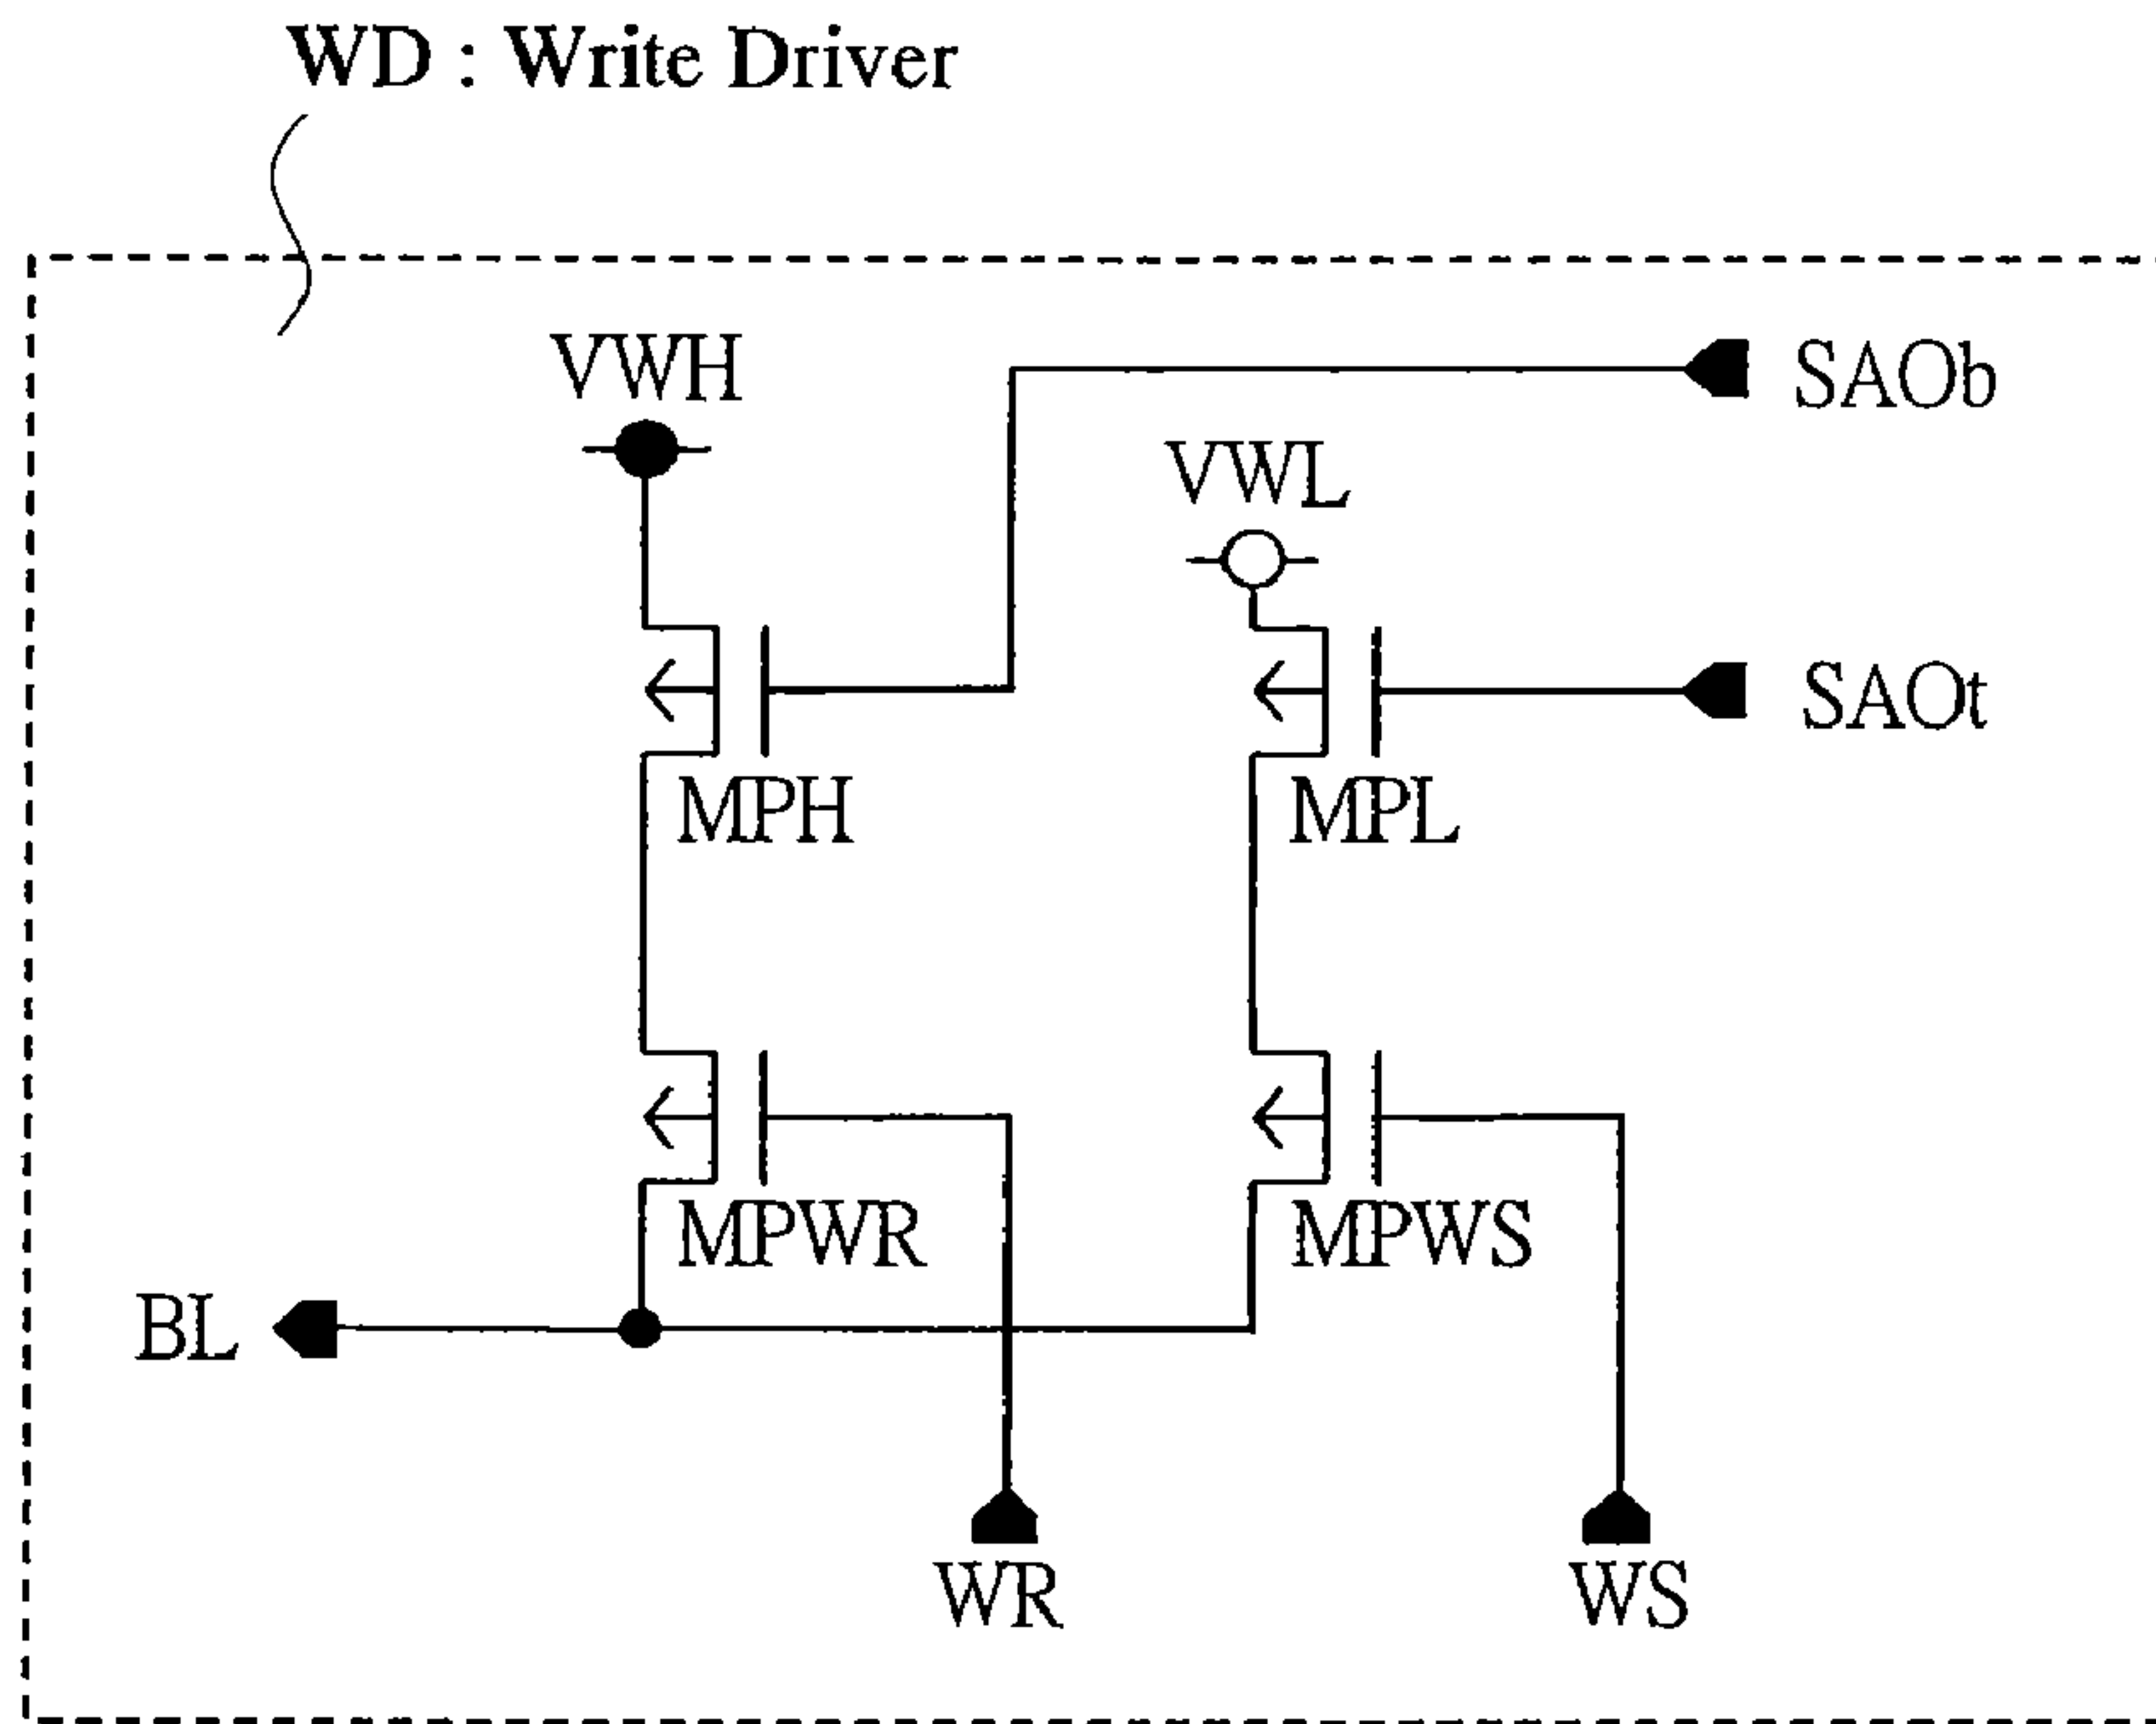 WD : Write Driver
VWH
SAOb
VWL
SAOt
MPH
MPL
MPWR
MPWS
BL
WR
WS